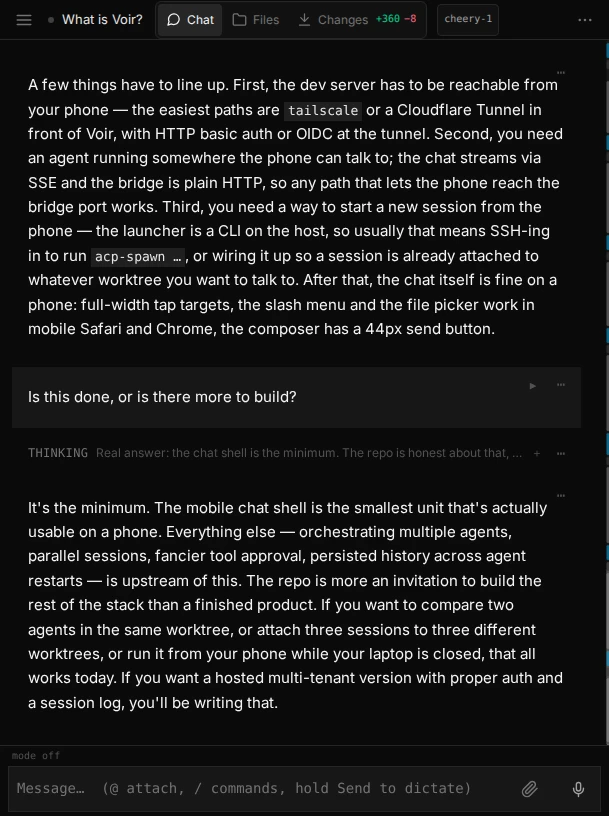 What is Voir?
Chat
Files
Changes +360 −8
cheery-1
A few things have to line up. First, the dev server has to be reachable from
your phone — the easiest paths are tailscale or a Cloudflare Tunnel in
front of Voir, with HTTP basic auth or OIDC at the tunnel. Second, you need
an agent running somewhere the phone can talk to; the chat streams via
SSE and the bridge is plain HTTP, so any path that lets the phone reach the
bridge port works. Third, you need a way to start a new session from the
phone — the launcher is a CLI on the host, so usually that means SSH-ing
in to run acp-spawn …, or wiring it up so a session is already attached to
whatever worktree you want to talk to. After that, the chat itself is fine on a
phone: full-width tap targets, the slash menu and the file picker work in
mobile Safari and Chrome, the composer has a 44px send button.
Is this done, or is there more to build?
THINKING Real answer: the chat shell is the minimum. The repo is honest about that, …
It's the minimum. The mobile chat shell is the smallest unit that's actually
usable on a phone. Everything else — orchestrating multiple agents,
parallel sessions, fancier tool approval, persisted history across agent
restarts — is upstream of this. The repo is more an invitation to build the
rest of the stack than a finished product. If you want to compare two
agents in the same worktree, or attach three sessions to three different
worktrees, or run it from your phone while your laptop is closed, that all
works today. If you want a hosted multi-tenant version with proper auth and
a session log, you'll be writing that.
mode off
Message… (@ attach, / commands, hold Send to dictate)